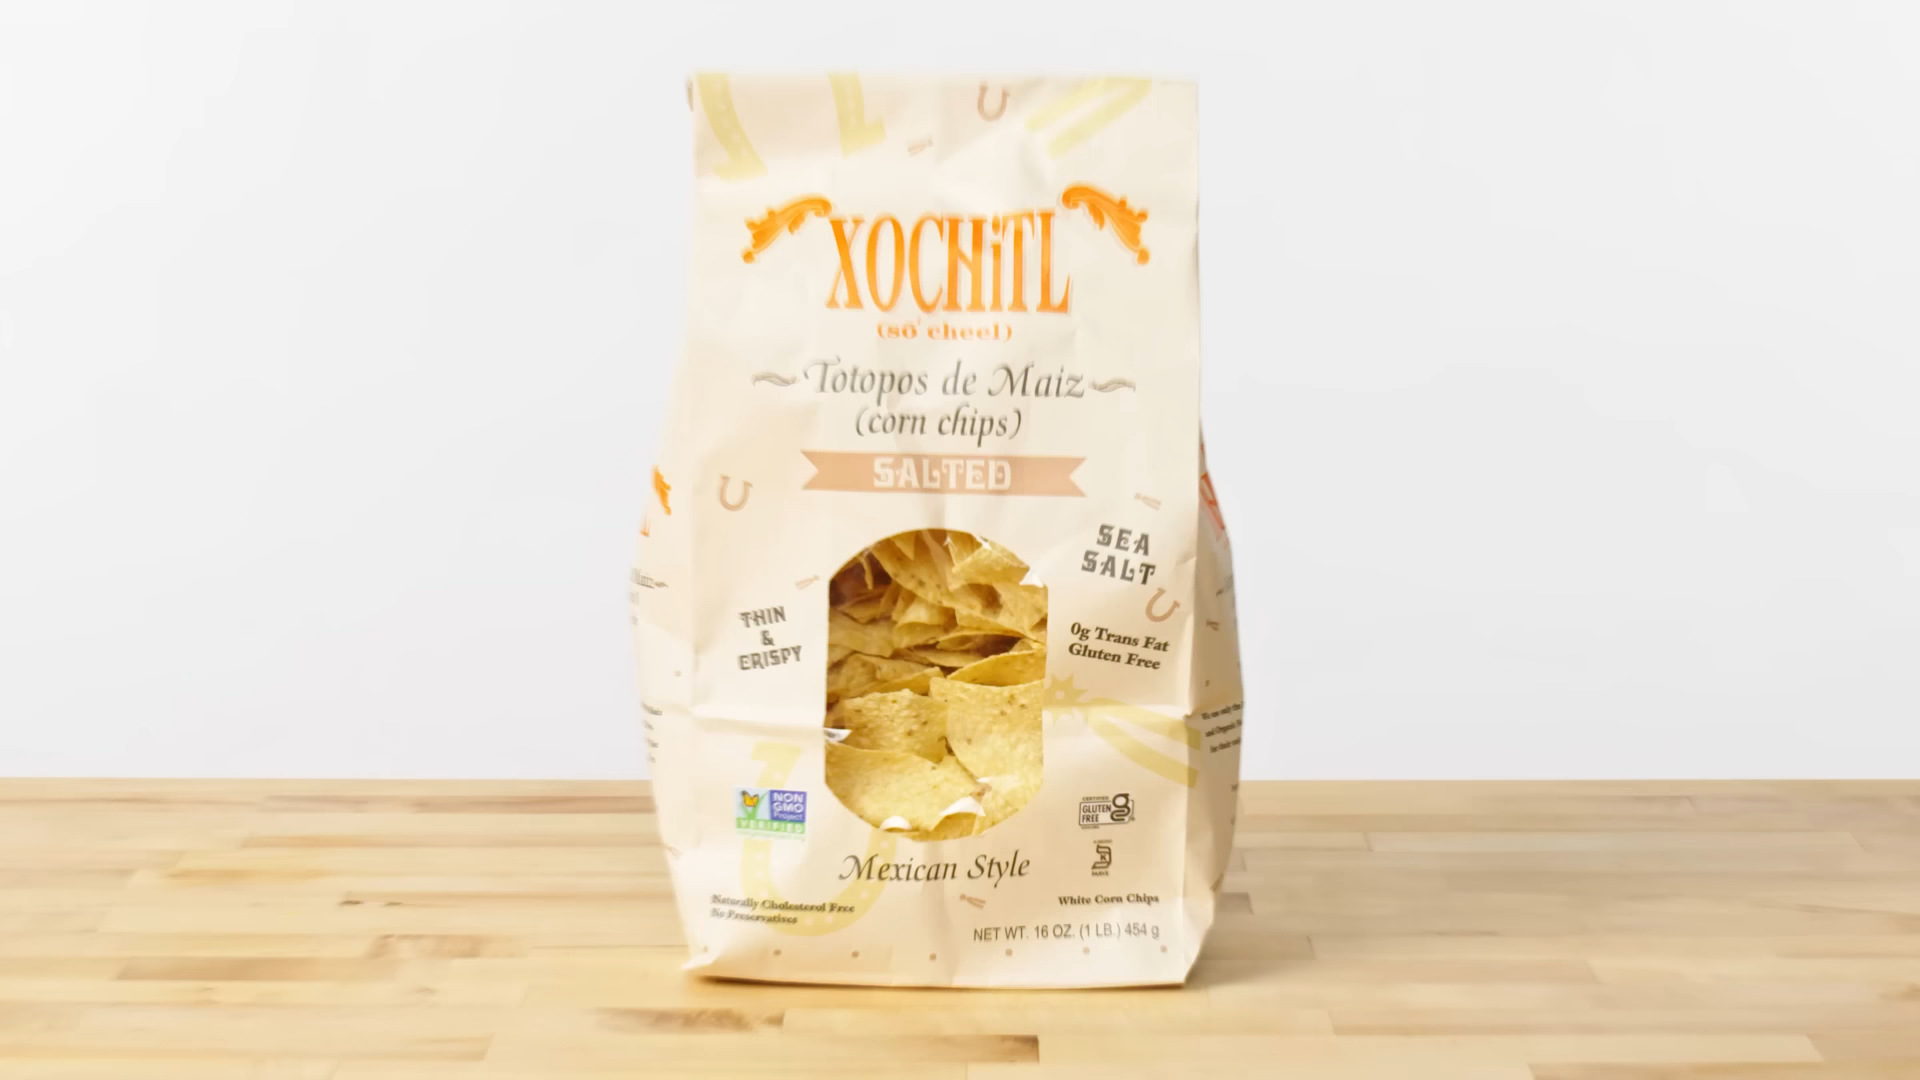 XOCHiTL
(sō' cheel)
Totopos de Maiz
(corn chips)
SALTED
SEA
SALT
THIN
&
CRISPY
0g Trans Fat
Gluten Free
NON
GMO
Project
VERIFIED
CERTIFIED
GLUTEN
FREE
Mexican Style
Naturally Cholesterol Free
No Preservatives
White Corn Chips
NET WT. 16 OZ. (1 LB.) 454 g